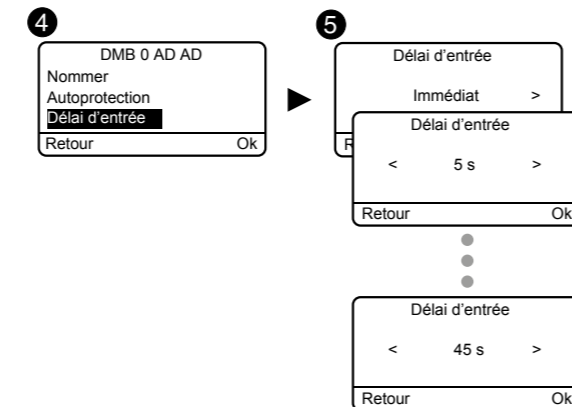 4
DMB 0 AD AD
Nommer
Autoprotection
Délai d'entrée
Retour Ok
5
Délai d'entrée
Immédiat >
R
Délai d'entrée
< 5 s >
Retour Ok
Délai d'entrée
< 45 s >
Retour Ok